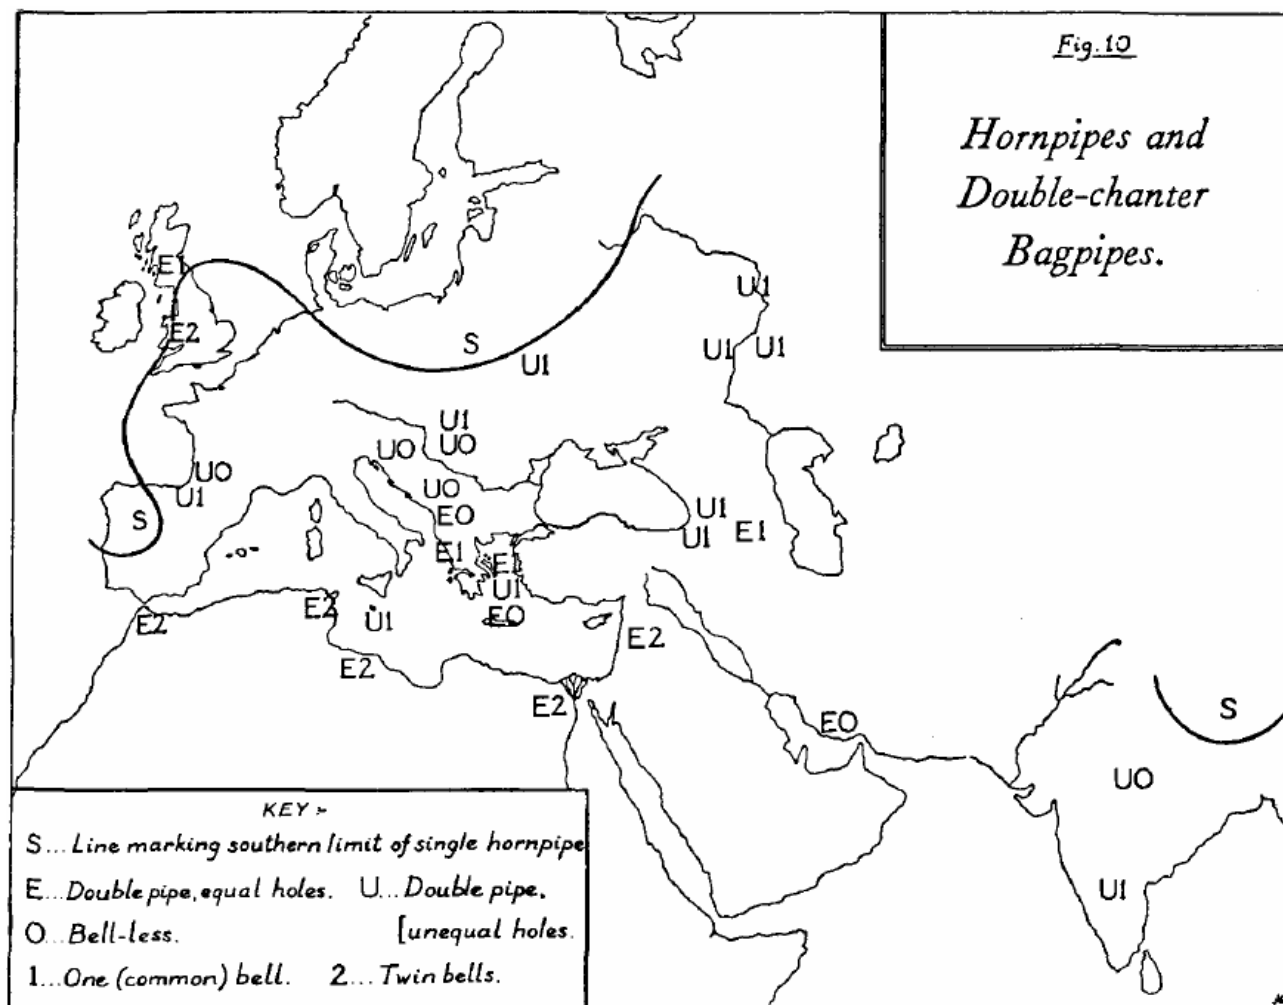 Fig.10
Hornpipes and
Double-chanter
Bagpipes.
E1
U1
E2
S
U1 U1
U1
U1
UO
UO
UO
U1
UO
S
EO
U1
U1
E1
E1
E1
U1
E2
E2
U1
EO
E2
E2
E2
EO
S
UO
U1
KEY :-
S... Line marking southern limit of single hornpipe
E... Double pipe, equal holes. U... Double pipe.
O... Bell-less. [unequal holes.
1... One (common) bell. 2... Twin bells.